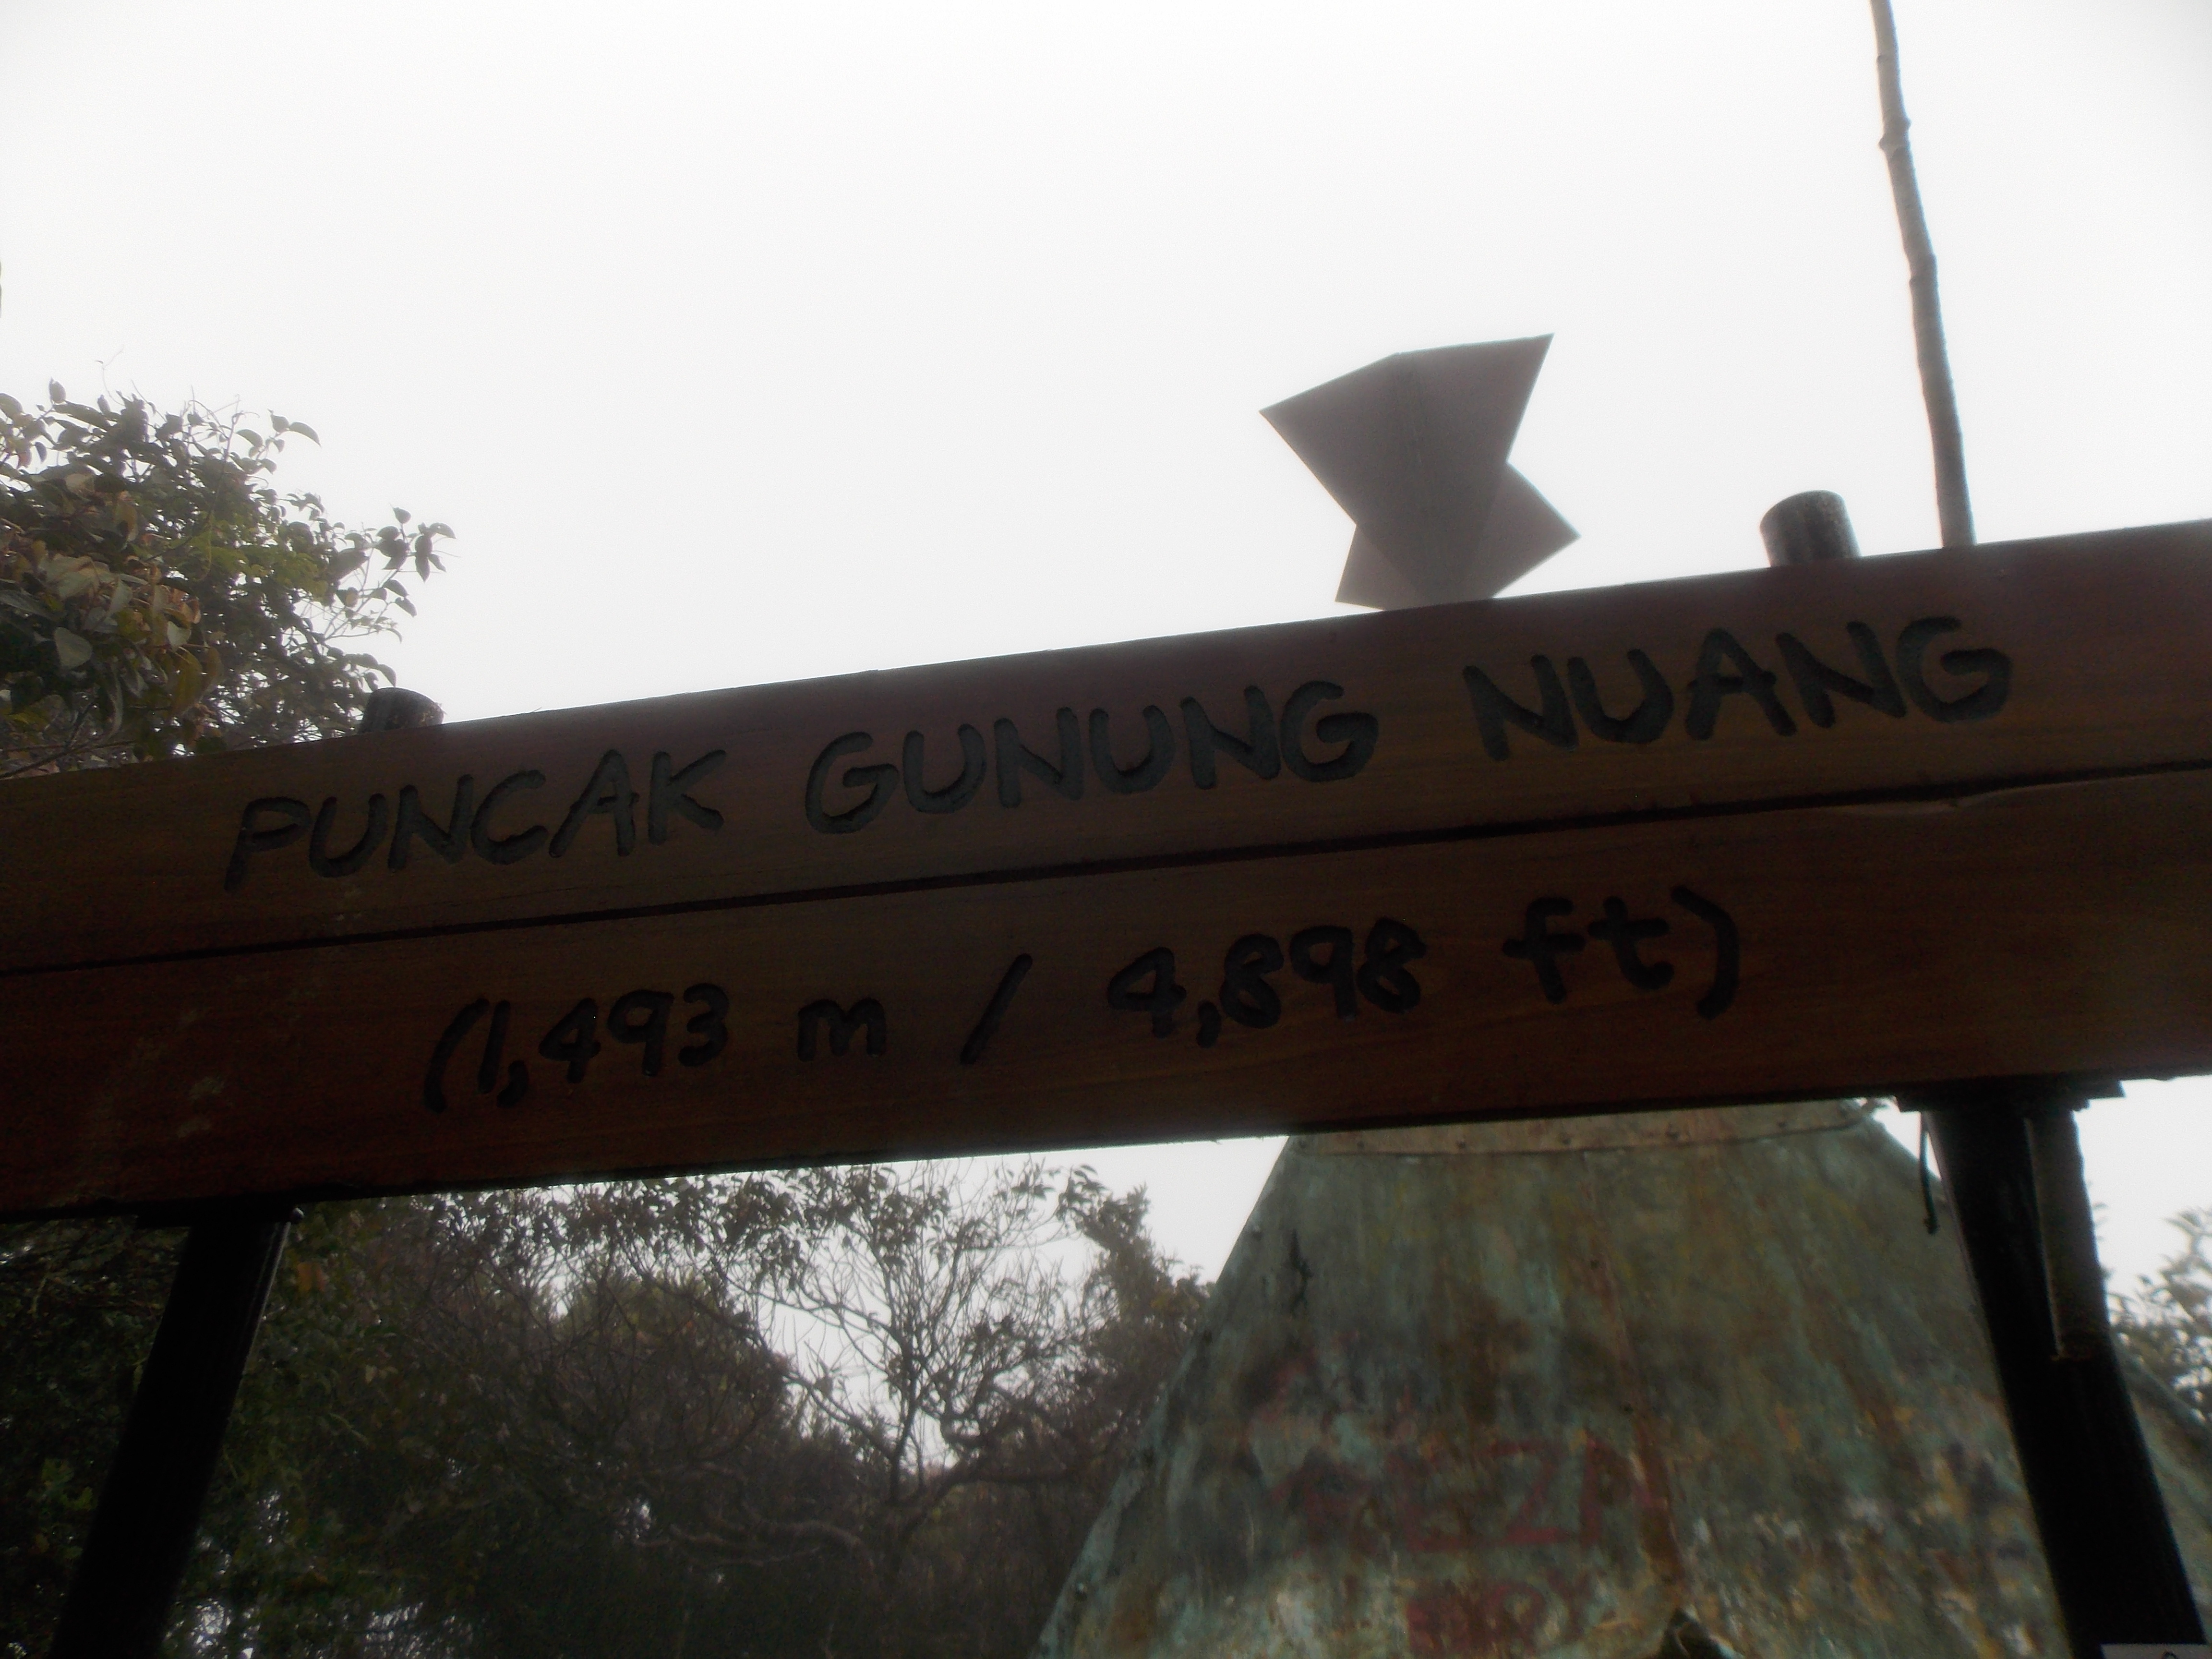 PUNCAK GUNUNG NUANG
(1,493 m / 4,898 ft)